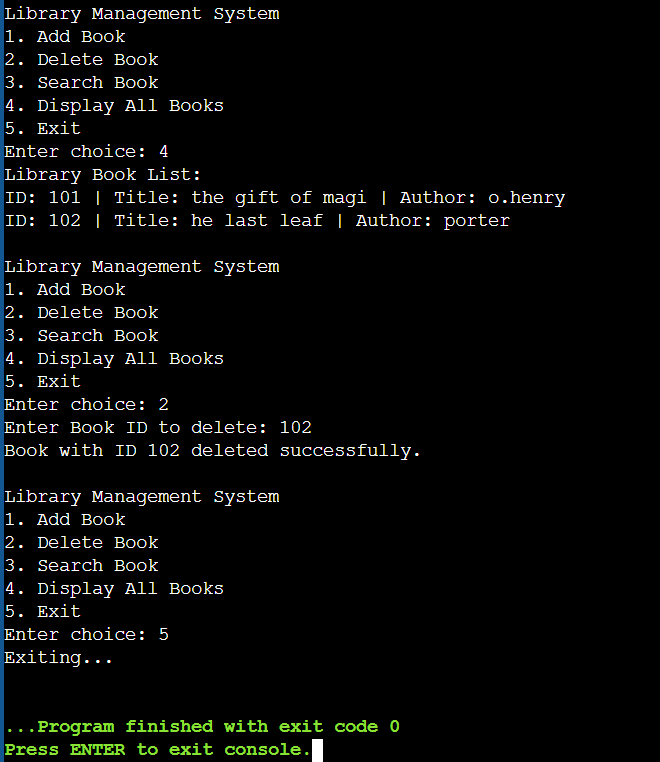 Library Management System
1. Add Book
2. Delete Book
3. Search Book
4. Display All Books
5. Exit
Enter choice: 4
Library Book List:
ID: 101 | Title: the gift of magi | Author: o.henry
ID: 102 | Title: he last leaf | Author: porter

Library Management System
1. Add Book
2. Delete Book
3. Search Book
4. Display All Books
5. Exit
Enter choice: 2
Enter Book ID to delete: 102
Book with ID 102 deleted successfully.

Library Management System
1. Add Book
2. Delete Book
3. Search Book
4. Display All Books
5. Exit
Enter choice: 5
Exiting...

...Program finished with exit code 0
Press ENTER to exit console.